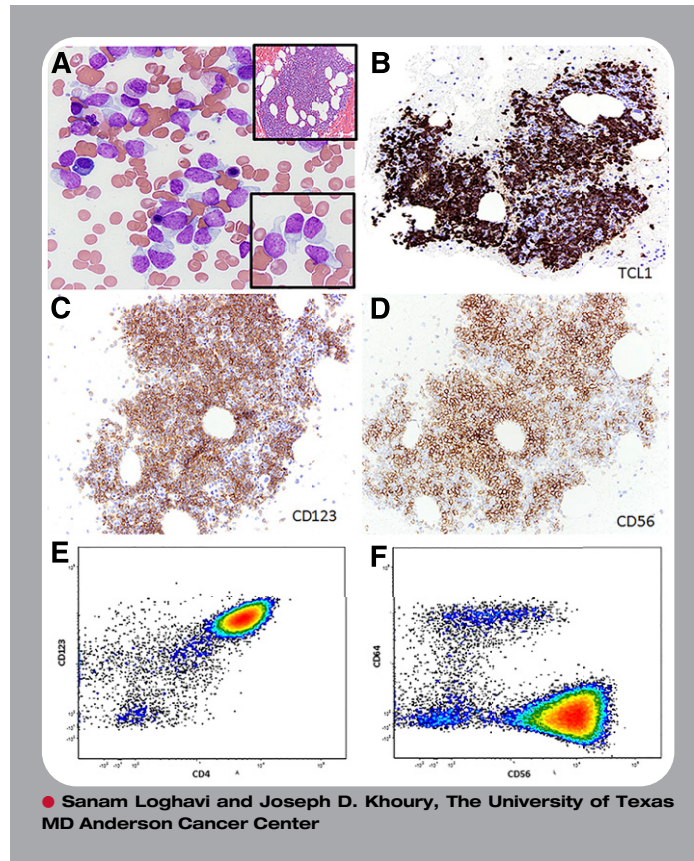 A
B
TCL1
C
D
CD123
CD56
E
F
CD123
CD64
CD4
CD56
● Sanam Loghavi and Joseph D. Khoury, The University of Texas
MD Anderson Cancer Center